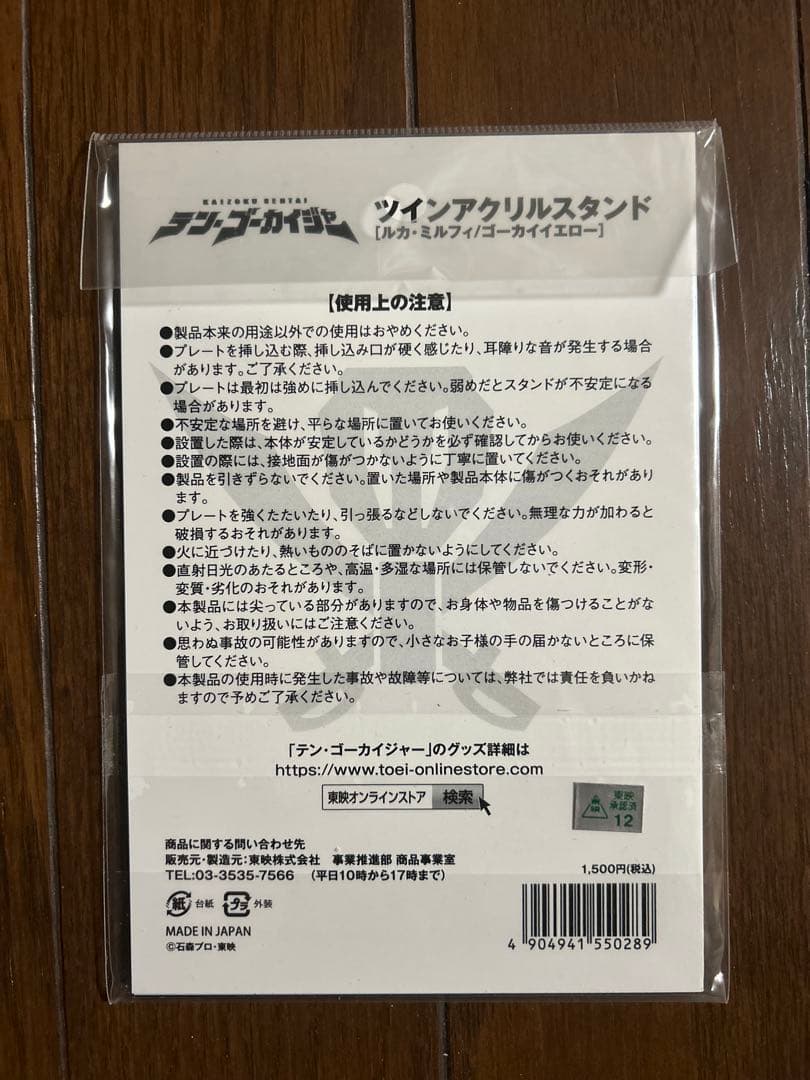 KAIZOKU SENTAI
テン・ゴーカイジャー
ツインアクリルスタンド
[ルカ・ミルフィ/ゴーカイイエロー]
【使用上の注意】
●製品本来の用途以外での使用はおやめください。
●プレートを挿し込む際、挿し込み口が硬く感じたり、耳障りな音が発生する場合
があります。ご了承ください。
●プレートは最初は強めに挿し込んでください。弱めだとスタンドが不安定になる
場合があります。
●不安定な場所を避け、平らな場所に置いてお使いください。
●設置した際は、本体が安定しているかどうかを必ず確認してからお使いください。
●設置の際には、接地面が傷がつかないように丁寧に置いてください。
●製品を引きずらないでください。置いた場所や製品本体に傷がつくおそれがあり
ます。
●プレートを強くたたいたり、引っ張るなどしないでください。無理な力が加わると
破損するおそれがあります。
●火に近づけたり、熱いもののそばに置かないようにしてください。
●直射日光のあたるところや、高温・多湿な場所には保管しないでください。変形・
変質・劣化のおそれがあります。
●本製品には尖っている部分がありますので、お身体や物品を傷つけることがな
いよう、お取り扱いにはご注意ください。
●思わぬ事故の可能性がありますので、小さなお子様の手の届かないところに保
管してください。
●本製品の使用時に発生した事故や故障等については、弊社では責任を負いかね
ますので予めご了承ください。
「テン・ゴーカイジャー」のグッズ詳細は
https://www.toei-onlinestore.com
東映オンラインストア 検索
東映
東映
承認済
12
商品に関する問い合わせ先
販売元・製造元:東映株式会社 事業推進部 商品事業室
TEL:03-3535-7566 (平日10時から17時まで)
1,500円(税込)
紙 台紙 プラ 外装
MADE IN JAPAN
©石森プロ・東映
4 904941 550289